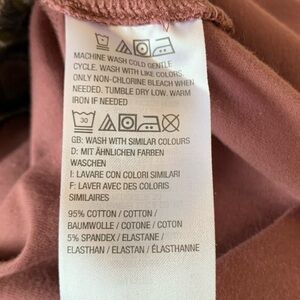 MACHINE WASH COLD GENTLE
CYCLE. WASH WITH LIKE COLORS.
ONLY NON-CHLORINE BLEACH WHEN
NEEDED. TUMBLE DRY LOW. WARM
IRON IF NEEDED
30
GB: WASH WITH SIMILAR COLOURS
D: MIT ÄHNLICHEN FARBEN
WASCHEN
I: LAVARE CON COLORI SIMILARI
F: LAVER AVEC DES COLORIS
SIMILAIRES
95% COTTON / COTTON /
BAUMWOLLE / COTONE / COTON /
5% SPANDEX / ELASTANE /
ELASTHAN / ELASTAN / ÉLASTHANNE